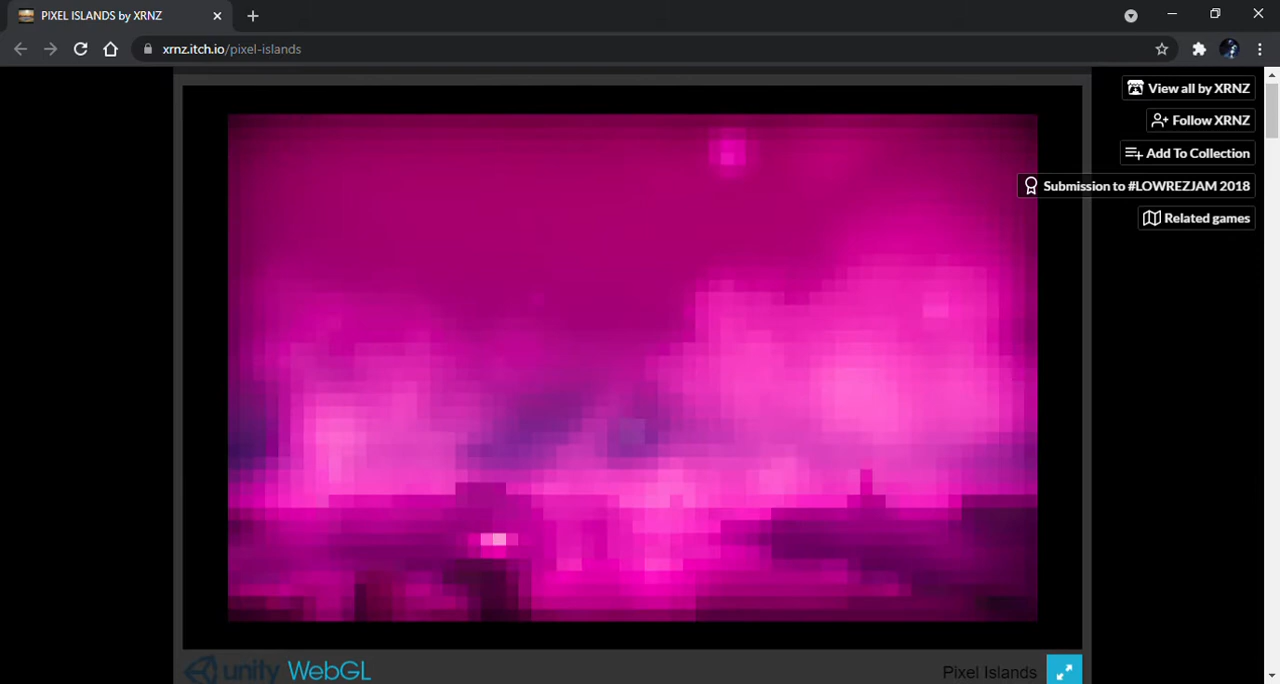 PIXEL ISLANDS by XRNZ
xrnz.itch.io/pixel-islands
View all by XRNZ
Follow XRNZ
Add To Collection
Submission to #LOWREZJAM 2018
Related games
unity WebGL
Pixel Islands